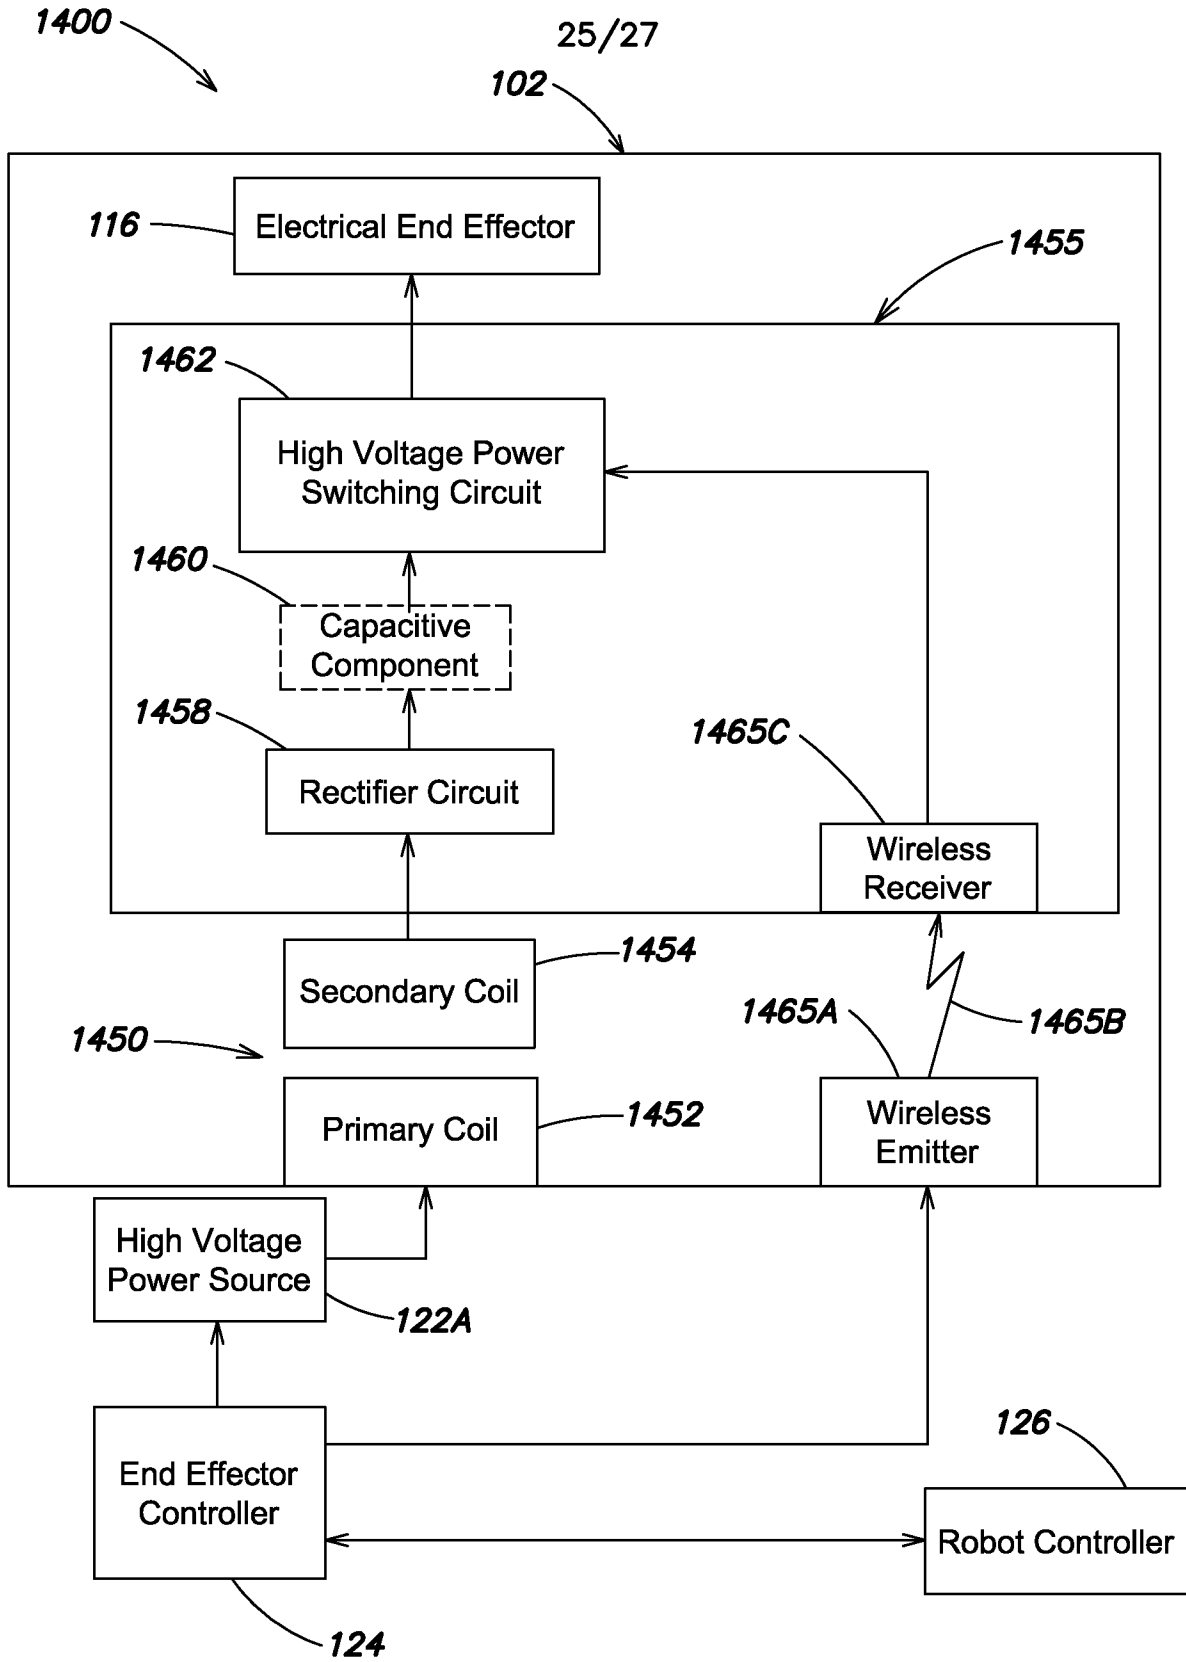 1400
25/27
102
116
Electrical End Effector
1455
1462
High Voltage Power
Switching Circuit
1460
Capacitive
Component
1458
Rectifier Circuit
1465C
Wireless
Receiver
1454
Secondary Coil
1465A
1465B
1450
Primary Coil
1452
Wireless
Emitter
High Voltage
Power Source
122A
126
End Effector
Controller
Robot Controller
124